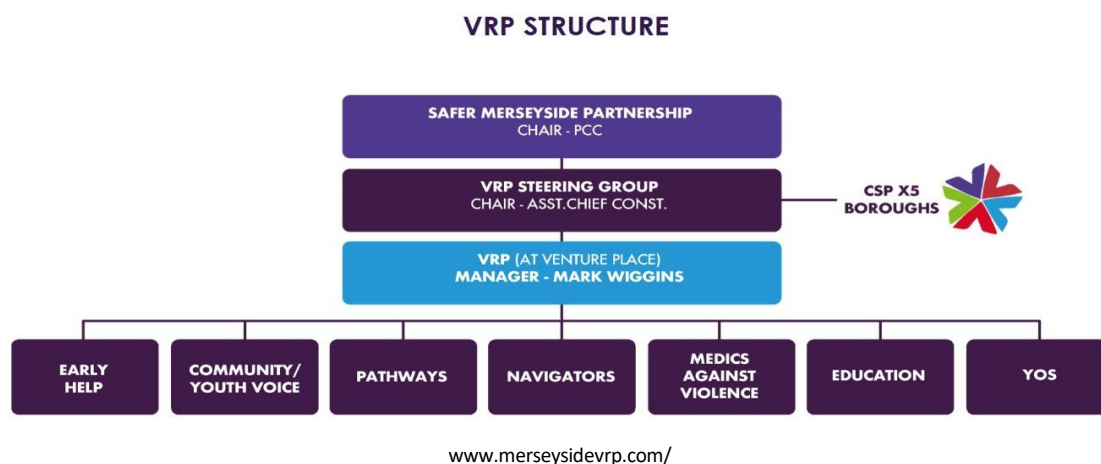 VRP STRUCTURE
SAFER MERSEYSIDE PARTNERSHIP
CHAIR - PCC
VRP STEERING GROUP
CHAIR - ASST.CHIEF CONST.
CSP X5
BOROUGHS
VRP (AT VENTURE PLACE)
MANAGER - MARK WIGGINS
EARLY
HELP
COMMUNITY/
YOUTH VOICE
PATHWAYS
NAVIGATORS
MEDICS
AGAINST
VIOLENCE
EDUCATION
YOS
www.merseysidevrp.com/